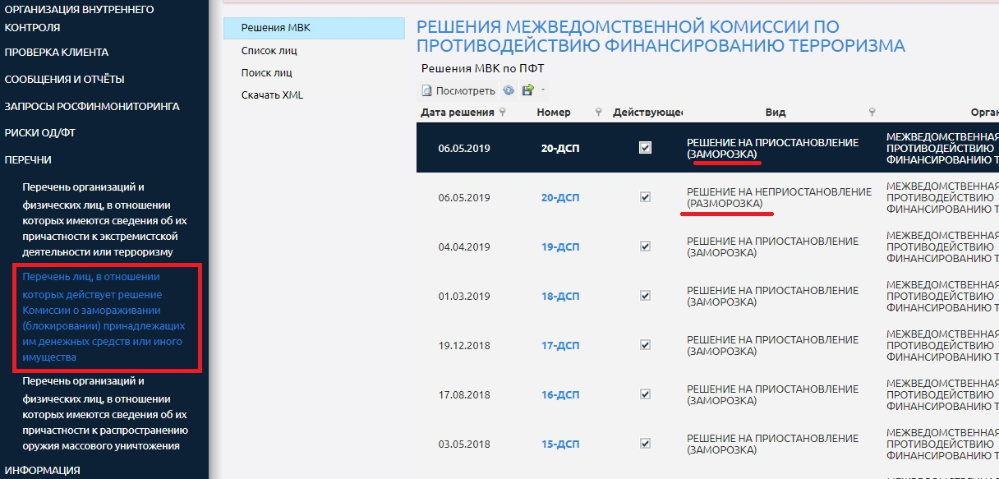 ОРГАНИЗАЦИЯ ВНУТРЕННЕГО
КОНТРОЛЯ
ПРОВЕРКА КЛИЕНТА
СООБЩЕНИЯ И ОТЧЁТЫ
ЗАПРОСЫ РОСФИНМОНИТОРИНГА
РИСКИ ОД/ФТ
ПЕРЕЧНИ
Перечень организаций и
физических лиц, в отношении
которых имеются сведения об их
причастности к экстремистской
деятельности или терроризму
Перечень лиц, в отношении
которых действует решение
Комиссии о замораживании
(блокировании) принадлежащих
им денежных средств или иного
имущества
Перечень организаций и
физических лиц, в отношении
которых имеются сведения об их
причастности к распространению
оружия массового уничтожения
ИНФОРМАЦИЯ
Решения МВК
Список лиц
Поиск лиц
Скачать XML
РЕШЕНИЯ МЕЖВЕДОМСТВЕННОЙ КОМИССИИ ПО
ПРОТИВОДЕЙСТВИЮ ФИНАНСИРОВАНИЮ ТЕРРОРИЗМА
Решения МВК по ПФТ
Посмотреть
Дата решения Номер Действующее Вид Орган
06.05.2019 20-ДСП РЕШЕНИЕ НА ПРИОСТАНОВЛЕНИЕ
(ЗАМОРОЗКА)
МЕЖВЕДОМСТВЕННАЯ
ПРОТИВОДЕЙСТВИЮ
ФИНАНСИРОВАНИЮ Т
06.05.2019 20-ДСП РЕШЕНИЕ НА НЕПРИОСТАНОВЛЕНИЕ
(РАЗМОРОЗКА)
МЕЖВЕДОМСТВЕННАЯ
ПРОТИВОДЕЙСТВИЮ
ФИНАНСИРОВАНИЮ Т
04.04.2019 19-ДСП РЕШЕНИЕ НА ПРИОСТАНОВЛЕНИЕ
(ЗАМОРОЗКА)
МЕЖВЕДОМСТВЕННАЯ
ПРОТИВОДЕЙСТВИЮ
ФИНАНСИРОВАНИЮ Т
01.03.2019 18-ДСП РЕШЕНИЕ НА ПРИОСТАНОВЛЕНИЕ
(ЗАМОРОЗКА)
МЕЖВЕДОМСТВЕННАЯ
ПРОТИВОДЕЙСТВИЮ
ФИНАНСИРОВАНИЮ Т
19.12.2018 17-ДСП РЕШЕНИЕ НА ПРИОСТАНОВЛЕНИЕ
(ЗАМОРОЗКА)
МЕЖВЕДОМСТВЕННАЯ
ПРОТИВОДЕЙСТВИЮ
ФИНАНСИРОВАНИЮ Т
17.08.2018 16-ДСП РЕШЕНИЕ НА ПРИОСТАНОВЛЕНИЕ
(ЗАМОРОЗКА)
МЕЖВЕДОМСТВЕННАЯ
ПРОТИВОДЕЙСТВИЮ
ФИНАНСИРОВАНИЮ Т
03.05.2018 15-ДСП РЕШЕНИЕ НА ПРИОСТАНОВЛЕНИЕ
(ЗАМОРОЗКА)
МЕЖВЕДОМСТВЕННАЯ
ПРОТИВОДЕЙСТВИЮ
ФИНАНСИРОВАНИЮ Т